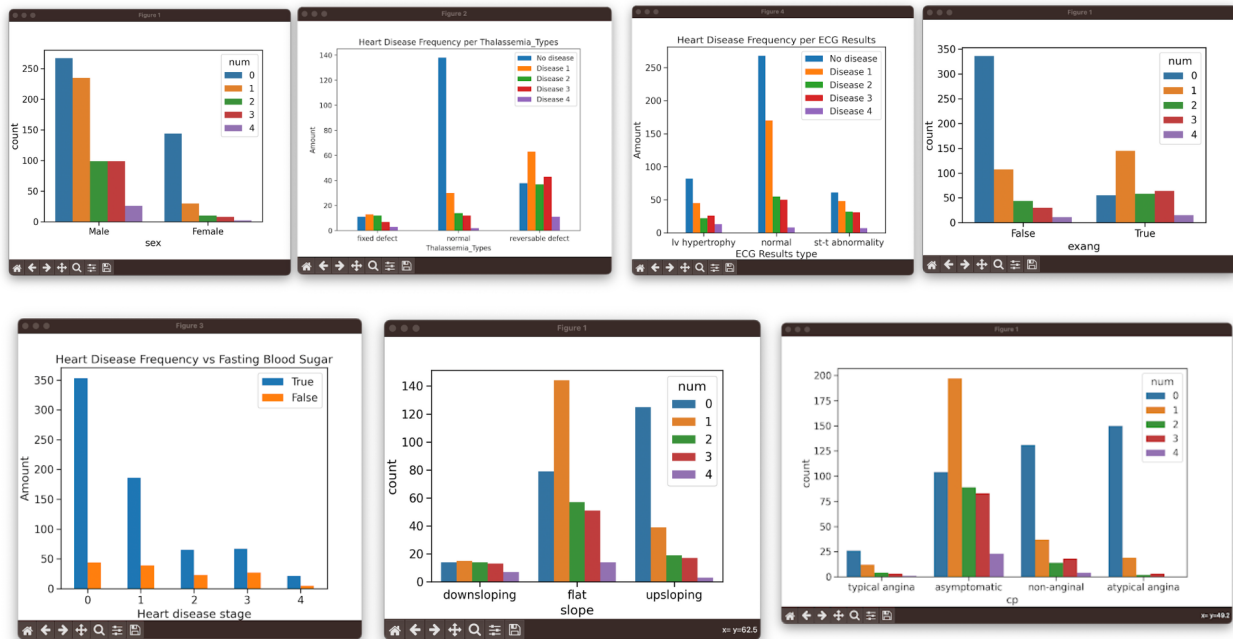 Figure 1
250
200
150
100
50
0
count
num
0
1
2
3
4
Male Female
sex
Figure 2
Heart Disease Frequency per Thalassemia_Types
140
120
100
80
60
40
20
0
Amount
No disease
Disease 1
Disease 2
Disease 3
Disease 4
fixed defect normal reversable defect
Thalassemia_Types
Figure 4
Heart Disease Frequency per ECG Results
250
200
150
100
50
0
Amount
No disease
Disease 1
Disease 2
Disease 3
Disease 4
lv hypertrophy normal st-t abnormality
ECG Results type
Figure 1
350
300
250
200
150
100
50
0
count
num
0
1
2
3
4
False True
exang
Figure 3
Heart Disease Frequency vs Fasting Blood Sugar
350
300
250
200
150
100
50
0
Amount
True
False
0 1 2 3 4
Heart disease stage
Figure 1
140
120
100
80
60
40
20
0
count
num
0
1
2
3
4
downsloping flat upsloping
slope
x= y=62.5
Figure 1
200
175
150
125
100
75
50
25
0
count
num
0
1
2
3
4
typical angina asymptomatic non-anginal atypical angina
cp
x= y=49.2